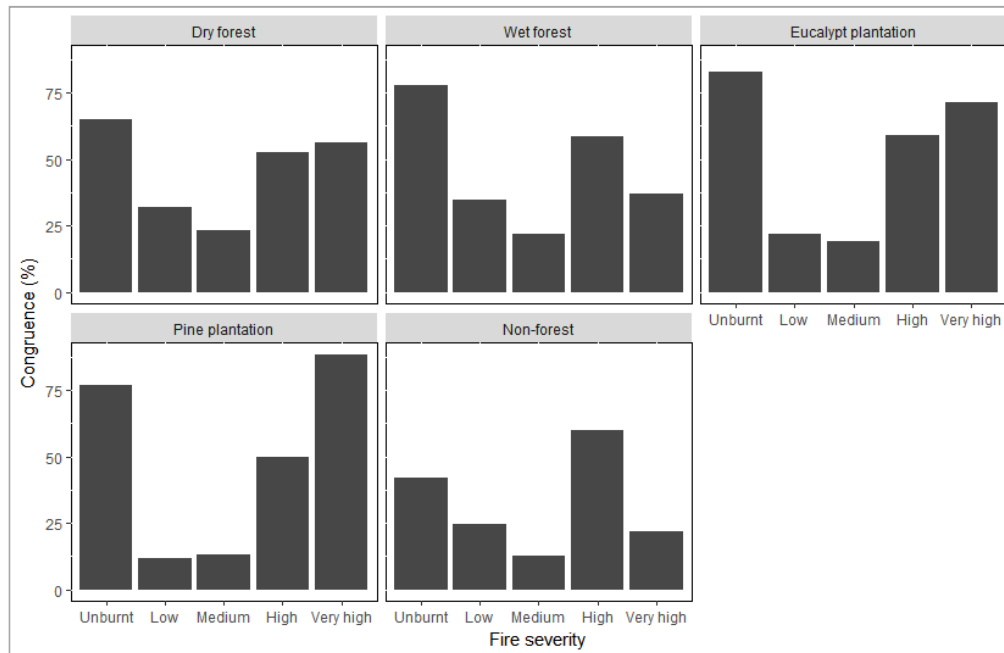 Dry forest
Wet forest
Eucalypt plantation
75
50
25
0
Unburnt Low Medium High Very high
Pine plantation
Non-forest
75
50
25
0
Unburnt Low Medium High Very high
Unburnt Low Medium High Very high
Congruence (%)
Fire severity